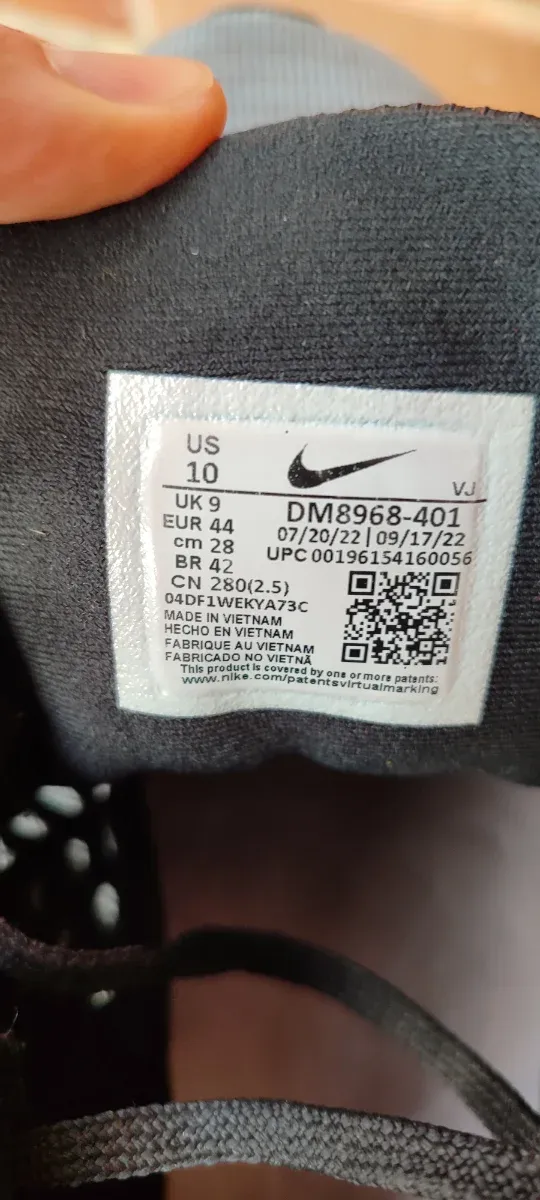 US
10
VJ
UK 9
EUR 44
cm 28
BR 42
CN 280(2.5)
DM8968-401
07/20/22 | 09/17/22
UPC 00196154160056
04DF1WEKYA73C
MADE IN VIETNAM
HECHO EN VIETNAM
FABRIQUE AU VIETNAM
FABRICADO NO VIETNÃ
This product is covered by one or more patents:
www.nike.com/patentsvirtualmarking